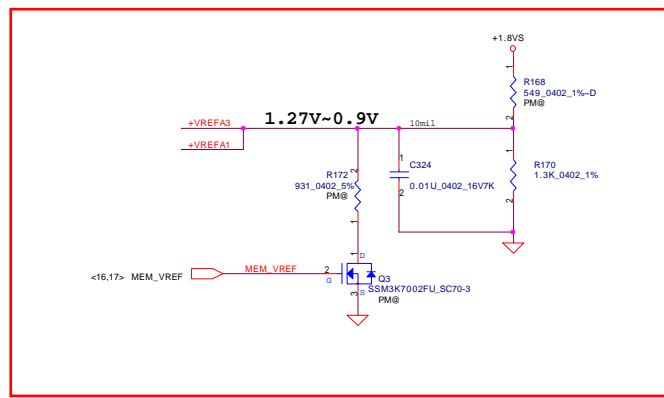 +1.8VS
1
R168
549_0402_1%~D
PM@
2
+VREFA3
1.27V~0.9V
10mil
+VREFA1
1
C324
0.01U_0402_16V7K
2
1
R170
1.3K_0402_1%
2
2
R172
931_0402_5%
PM@
1
<16,17> MEM_VREF
MEM_VREF
2
G
1
D
Q3
3
S
SSM3K7002FU_SC70-3
PM@